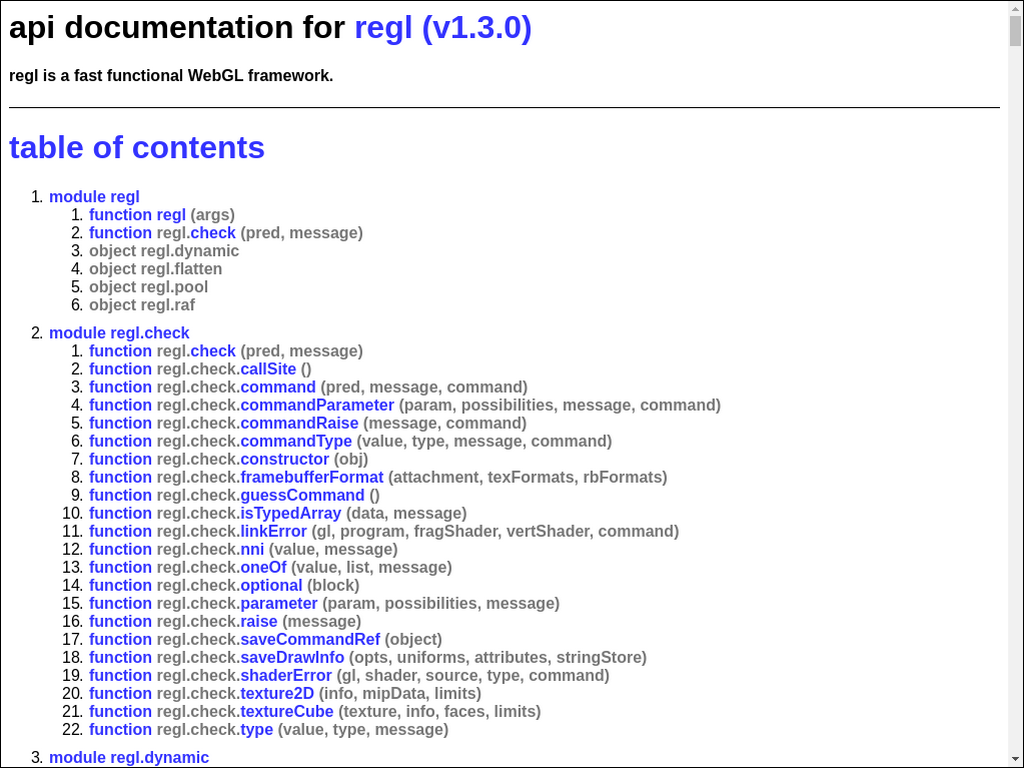 api documentation for regl (v1.3.0)
regl is a fast functional WebGL framework.
table of contents
1. module regl
1. function regl (args)
2. function regl.check (pred, message)
3. object regl.dynamic
4. object regl.flatten
5. object regl.pool
6. object regl.raf
2. module regl.check
1. function regl.check (pred, message)
2. function regl.check.callSite ()
3. function regl.check.command (pred, message, command)
4. function regl.check.commandParameter (param, possibilities, message, command)
5. function regl.check.commandRaise (message, command)
6. function regl.check.commandType (value, type, message, command)
7. function regl.check.constructor (obj)
8. function regl.check.framebufferFormat (attachment, texFormats, rbFormats)
9. function regl.check.guessCommand ()
10. function regl.check.isTypedArray (data, message)
11. function regl.check.linkError (gl, program, fragShader, vertShader, command)
12. function regl.check.nni (value, message)
13. function regl.check.oneOf (value, list, message)
14. function regl.check.optional (block)
15. function regl.check.parameter (param, possibilities, message)
16. function regl.check.raise (message)
17. function regl.check.saveCommandRef (object)
18. function regl.check.saveDrawInfo (opts, uniforms, attributes, stringStore)
19. function regl.check.shaderError (gl, shader, source, type, command)
20. function regl.check.texture2D (info, mipData, limits)
21. function regl.check.textureCube (texture, info, faces, limits)
22. function regl.check.type (value, type, message)
3. module regl.dynamic